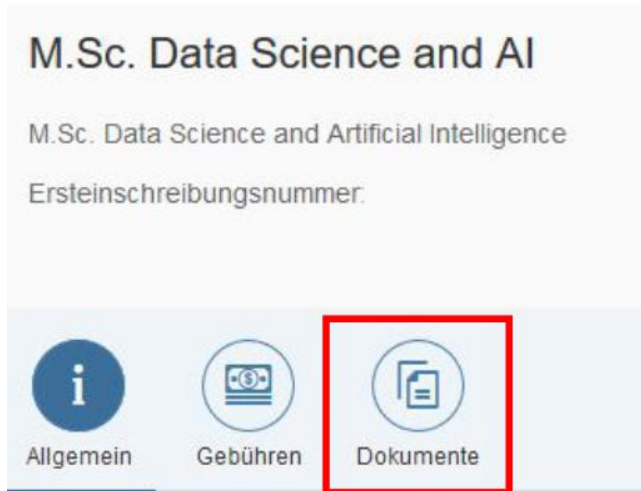 M.Sc. Data Science and AI
M.Sc. Data Science and Artificial Intelligence
Ersteinschreibungsnummer:
i
Allgemein Gebühren Dokumente